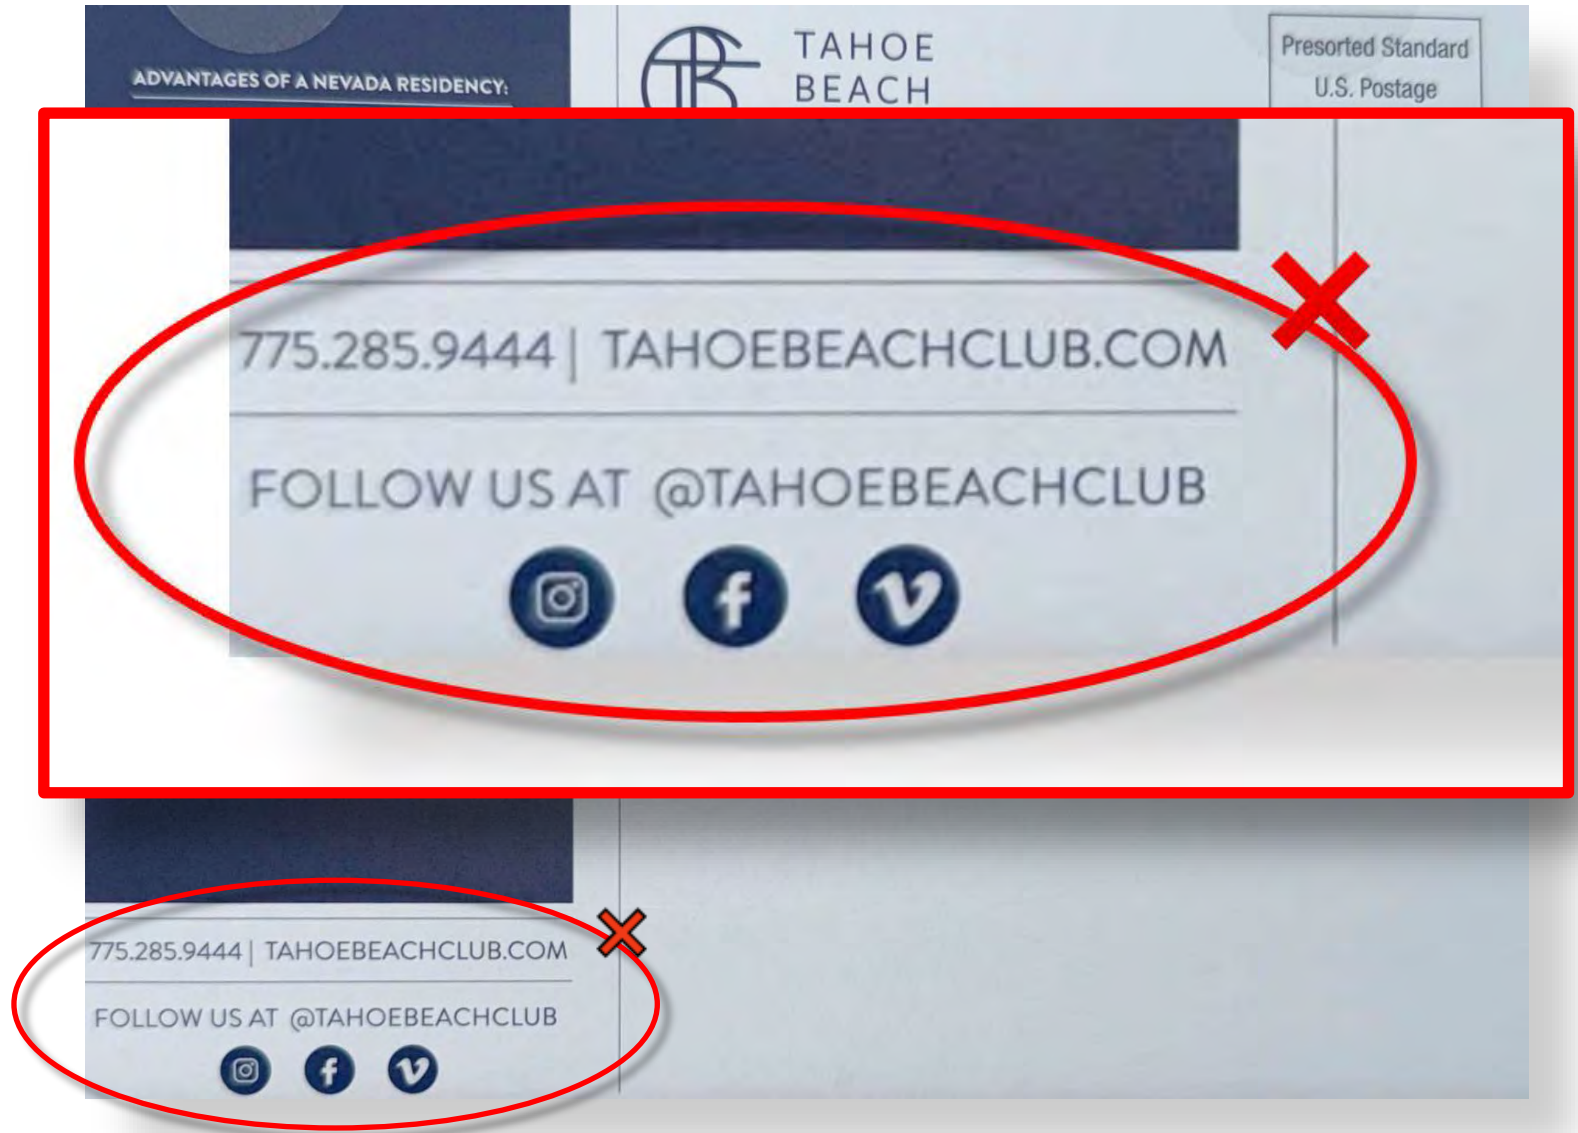 ADVANTAGES OF A NEVADA RESIDENCY:
TAHOE
BEACH
Presorted Standard
U.S. Postage
775.285.9444 | TAHOEBEACHCLUB.COM
FOLLOW US AT @TAHOEBEACHCLUB
775.285.9444 | TAHOEBEACHCLUB.COM
FOLLOW US AT @TAHOEBEACHCLUB